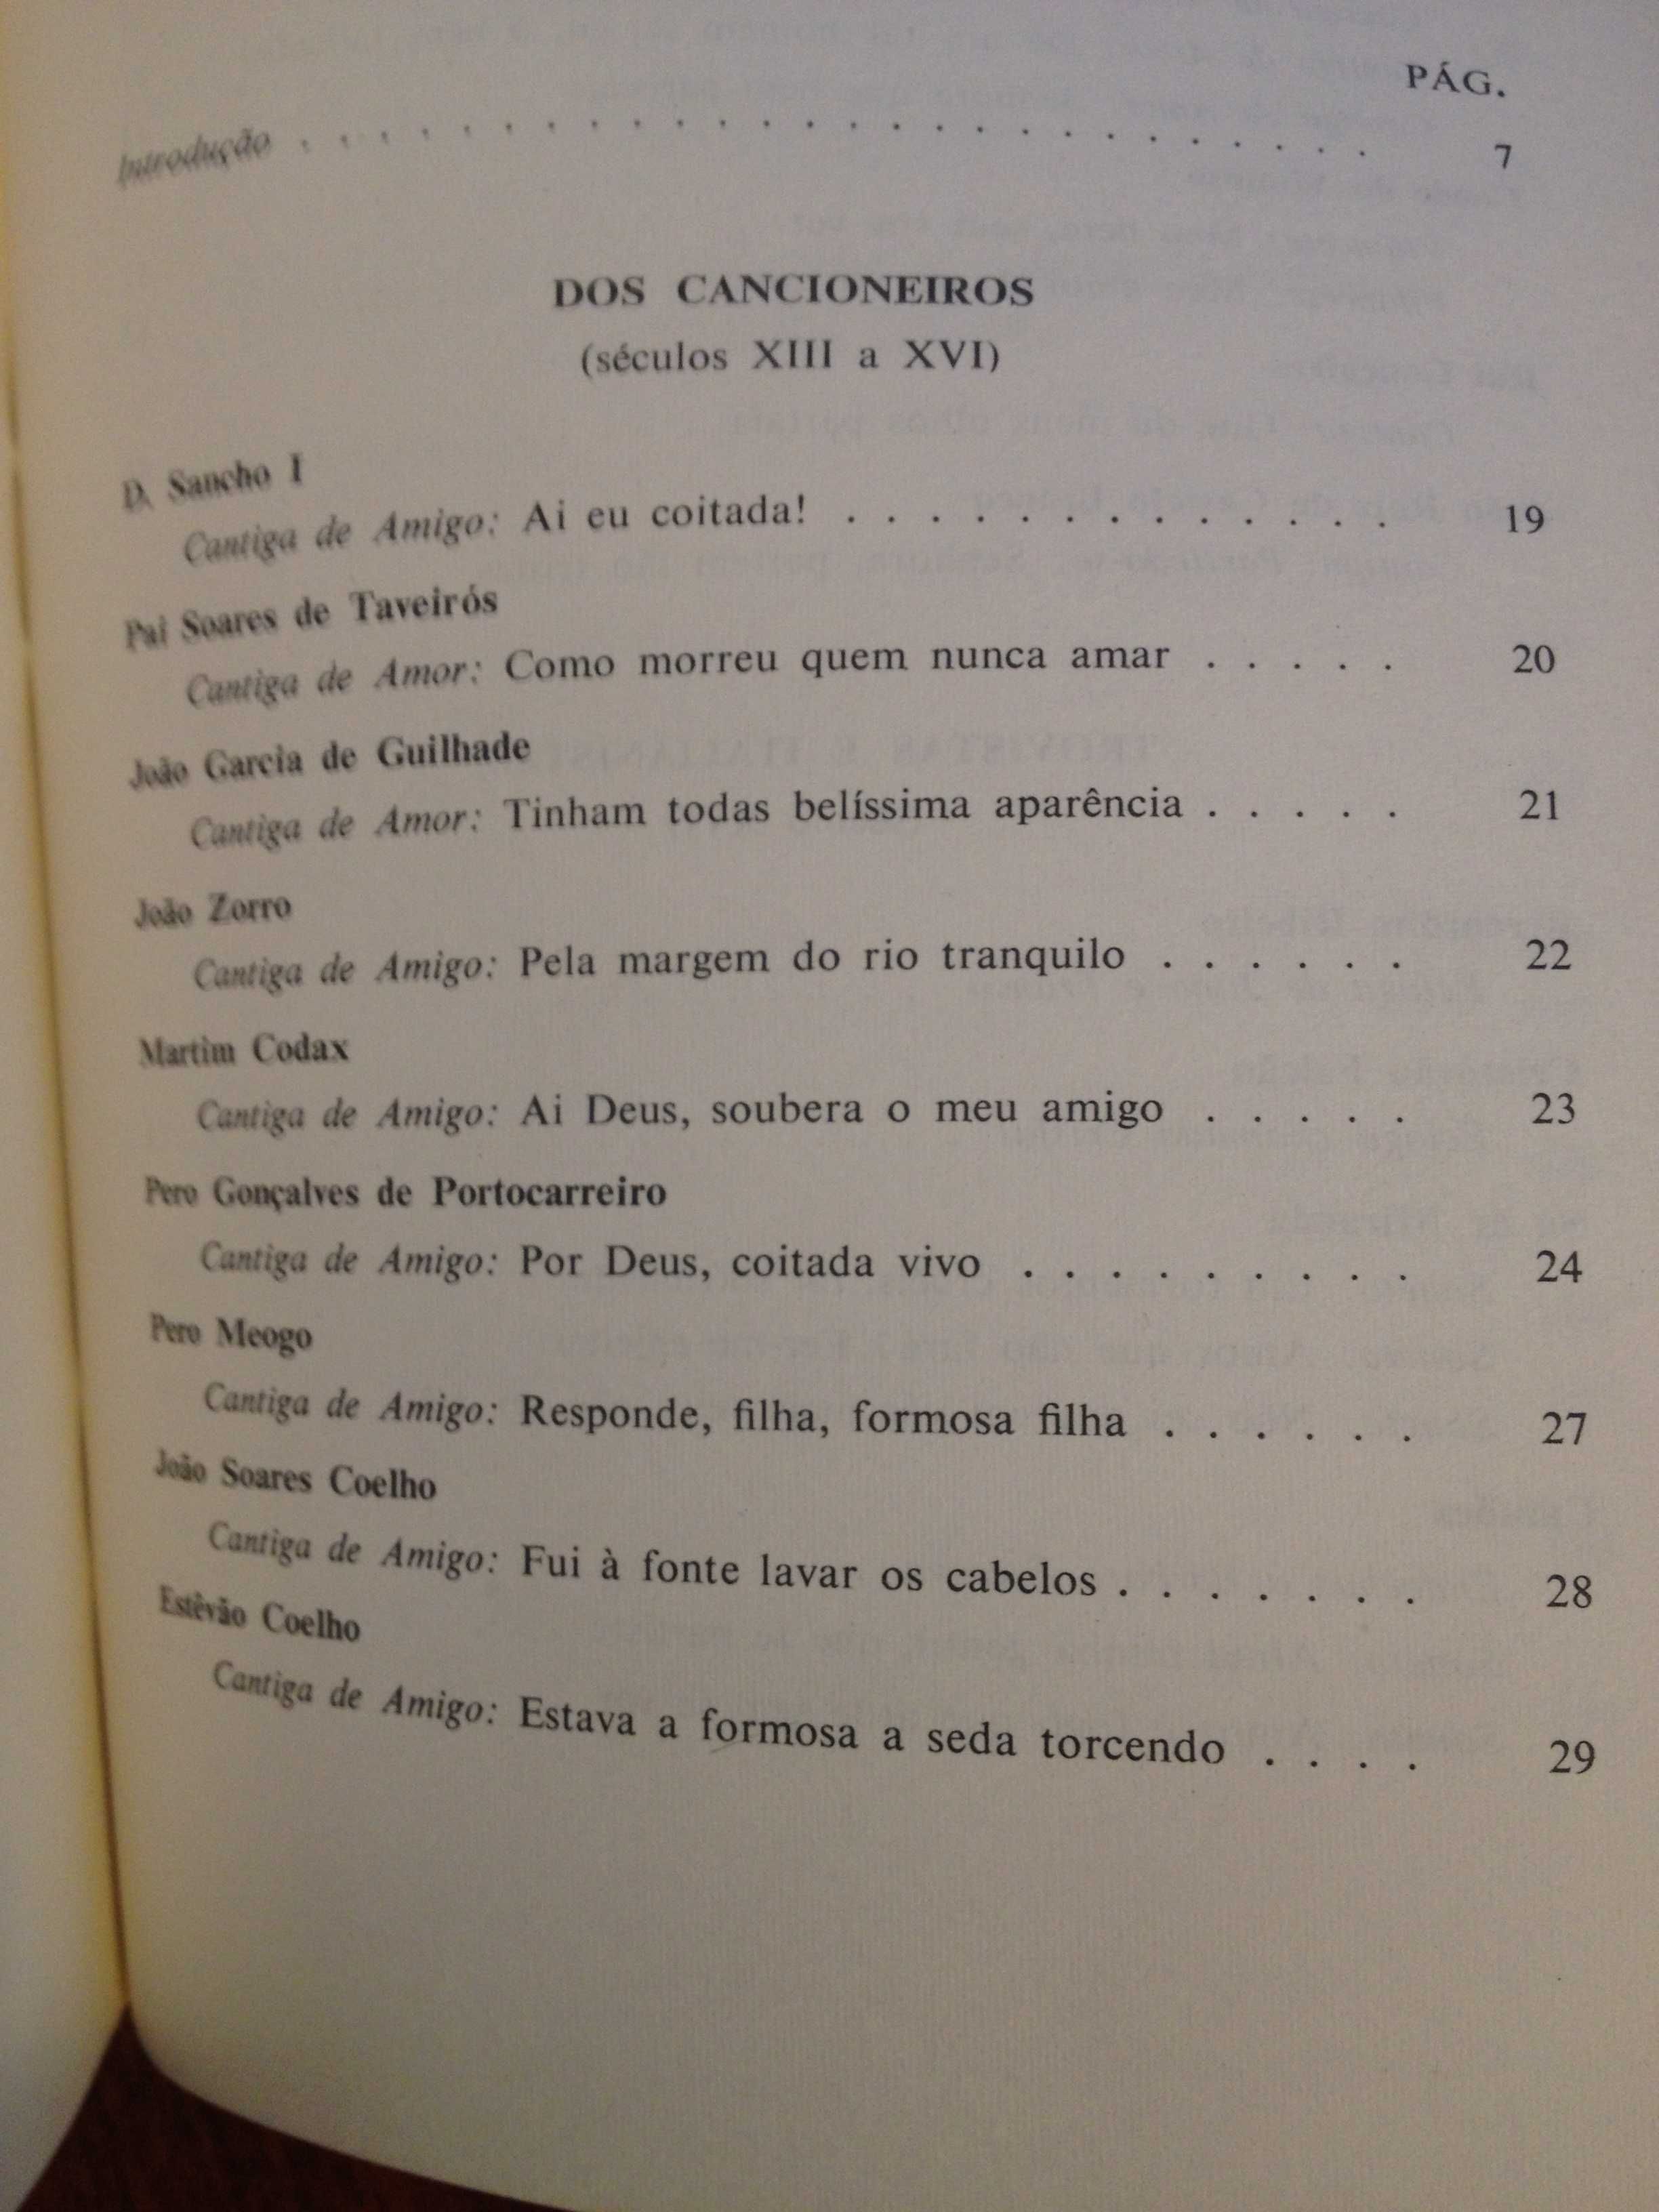 PÁG.
Introdução . . . . . . . . . . . . . . . . . . . . . . . . . . 7
DOS CANCIONEIROS
(séculos XIII a XVI)
D. Sancho I
Cantiga de Amigo: Ai eu coitada! . . . . . . . . . . . . . 19
Pai Soares de Taveirós
Cantiga de Amor: Como morreu quem nunca amar . . . . . 20
João Garcia de Guilhade
Cantiga de Amor: Tinham todas belíssima aparência . . . . . 21
João Zorro
Cantiga de Amigo: Pela margem do rio tranquilo . . . . . . 22
Martim Codax
Cantiga de Amigo: Ai Deus, soubera o meu amigo . . . . . 23
Pero Gonçalves de Portocarreiro
Cantiga de Amigo: Por Deus, coitada vivo . . . . . . . . . 24
Pero Meogo
Cantiga de Amigo: Responde, filha, formosa filha . . . . . . 27
João Soares Coelho
Cantiga de Amigo: Fui à fonte lavar os cabelos . . . . . . . 28
Estêvão Coelho
Cantiga de Amigo: Estava a formosa a seda torcendo . . . . 29